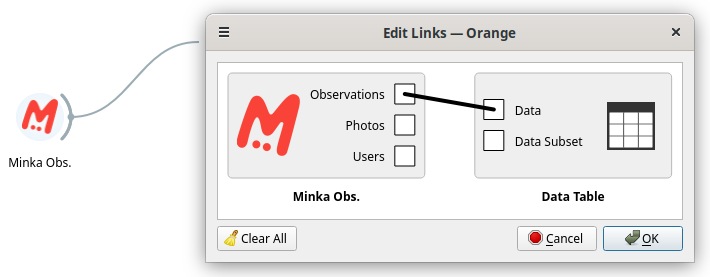 Edit Links — Orange
Observations
Photos
Users
Data
Data Subset
Minka Obs.
Minka Obs.
Data Table
Clear All
Cancel
OK